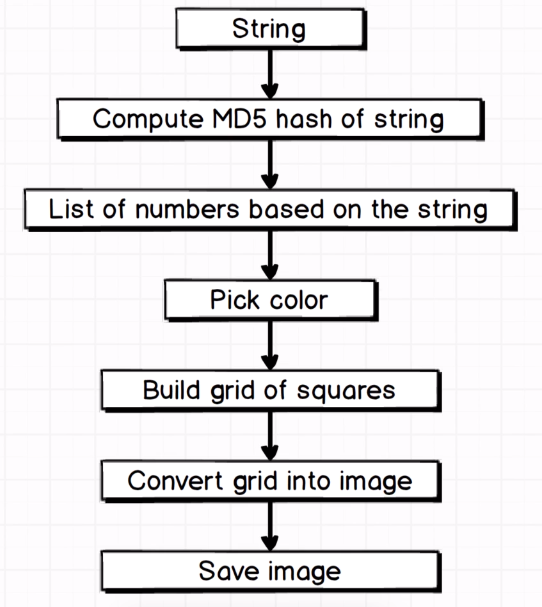 String
Compute MD5 hash of string
List of numbers based on the string
Pick color
Build grid of squares
Convert grid into image
Save image